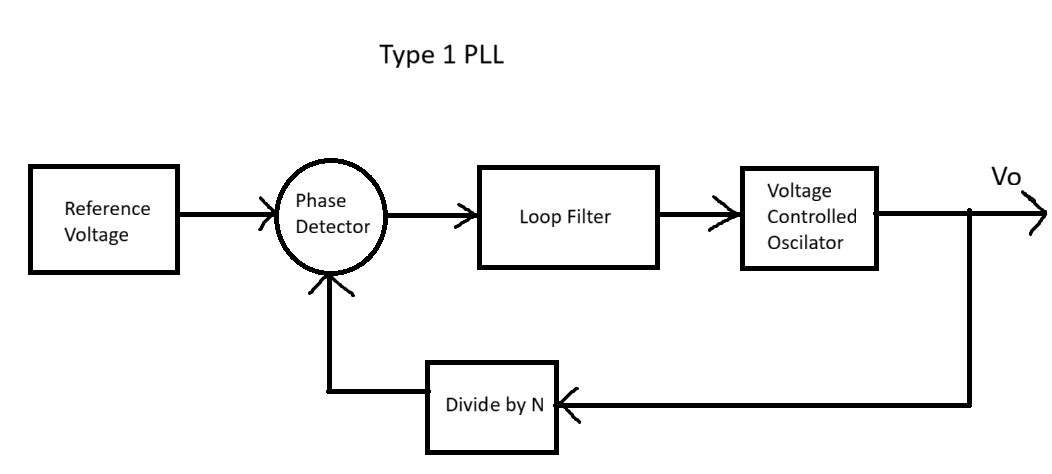 Type 1 PLL
Vo
Reference
Voltage
Phase
Detector
Loop Filter
Voltage
Controlled
Oscilator
Divide by N